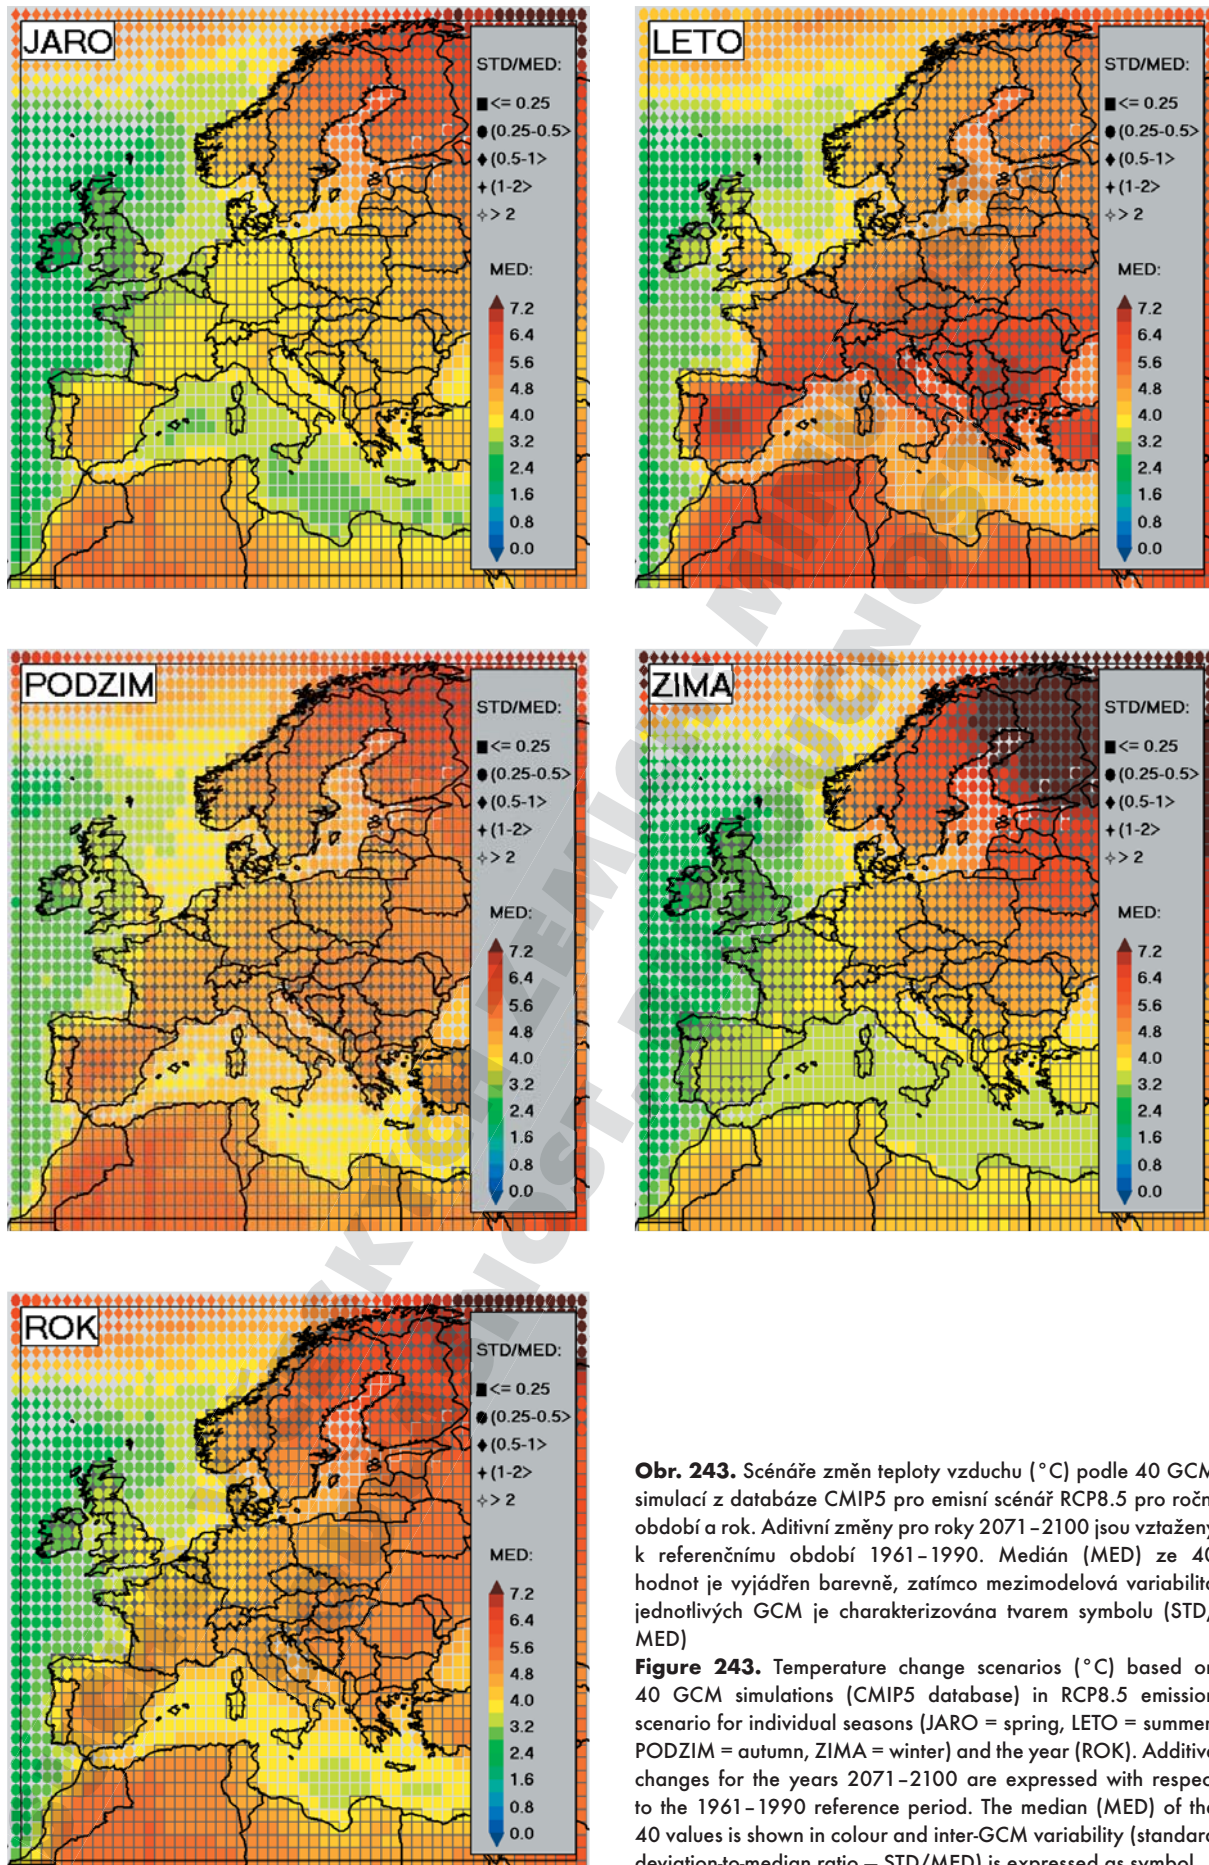 JARO
STD/MED:
<= 0.25
(0.25-0.5>
(0.5-1>
(1-2>
> 2
MED:
7.2
6.4
5.6
4.8
4.0
3.2
2.4
1.6
0.8
0.0
LETO
STD/MED:
<= 0.25
(0.25-0.5>
(0.5-1>
(1-2>
> 2
MED:
7.2
6.4
5.6
4.8
4.0
3.2
2.4
1.6
0.8
0.0
PODZIM
STD/MED:
<= 0.25
(0.25-0.5>
(0.5-1>
(1-2>
> 2
MED:
7.2
6.4
5.6
4.8
4.0
3.2
2.4
1.6
0.8
0.0
ZIMA
STD/MED:
<= 0.25
(0.25-0.5>
(0.5-1>
(1-2>
> 2
MED:
7.2
6.4
5.6
4.8
4.0
3.2
2.4
1.6
0.8
0.0
ROK
STD/MED:
<= 0.25
(0.25-0.5>
(0.5-1>
(1-2>
> 2
MED:
7.2
6.4
5.6
4.8
4.0
3.2
2.4
1.6
0.8
0.0
Obr. 243. Scénáře změn teploty vzduchu (°C) podle 40 GCM
simulací z databáze CMIP5 pro emisní scénář RCP8.5 pro roční
období a rok. Aditivní změny pro roky 2071–2100 jsou vztaženy
k referenčnímu období 1961–1990. Medián (MED) ze 40
hodnot je vyjádřen barevně, zatímco mezimodelová variabilita
jednotlivých GCM je charakterizována tvarem symbolu (STD/
MED)
Figure 243. Temperature change scenarios (°C) based on
40 GCM simulations (CMIP5 database) in RCP8.5 emission
scenario for individual seasons (JARO = spring, LETO = summer,
PODZIM = autumn, ZIMA = winter) and the year (ROK). Additive
changes for the years 2071–2100 are expressed with respect
to the 1961–1990 reference period. The median (MED) of the
40 values is shown in colour and inter-GCM variability (standard
deviation-to-median ratio – STD/MED) is expressed as symbol